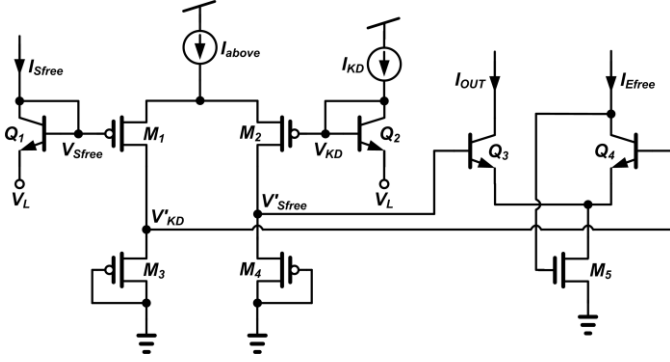 I_Sfree
I_above
I_KD
I_OUT
I_Efree
Q_1
M_1
M_2
Q_2
Q_3
Q_4
V_Sfree
V_KD
V_L
V_L
V'_Sfree
V'_KD
M_3
M_4
M_5